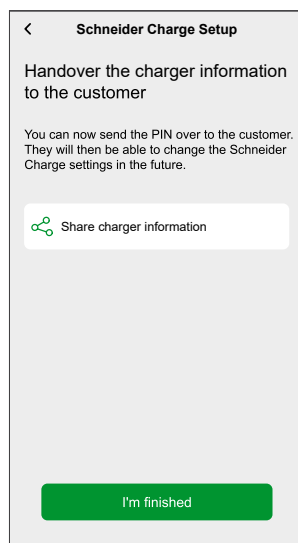 Schneider Charge Setup
Handover the charger information
to the customer
You can now send the PIN over to the customer.
They will then be able to change the Schneider
Charge settings in the future.
Share charger information
I'm finished